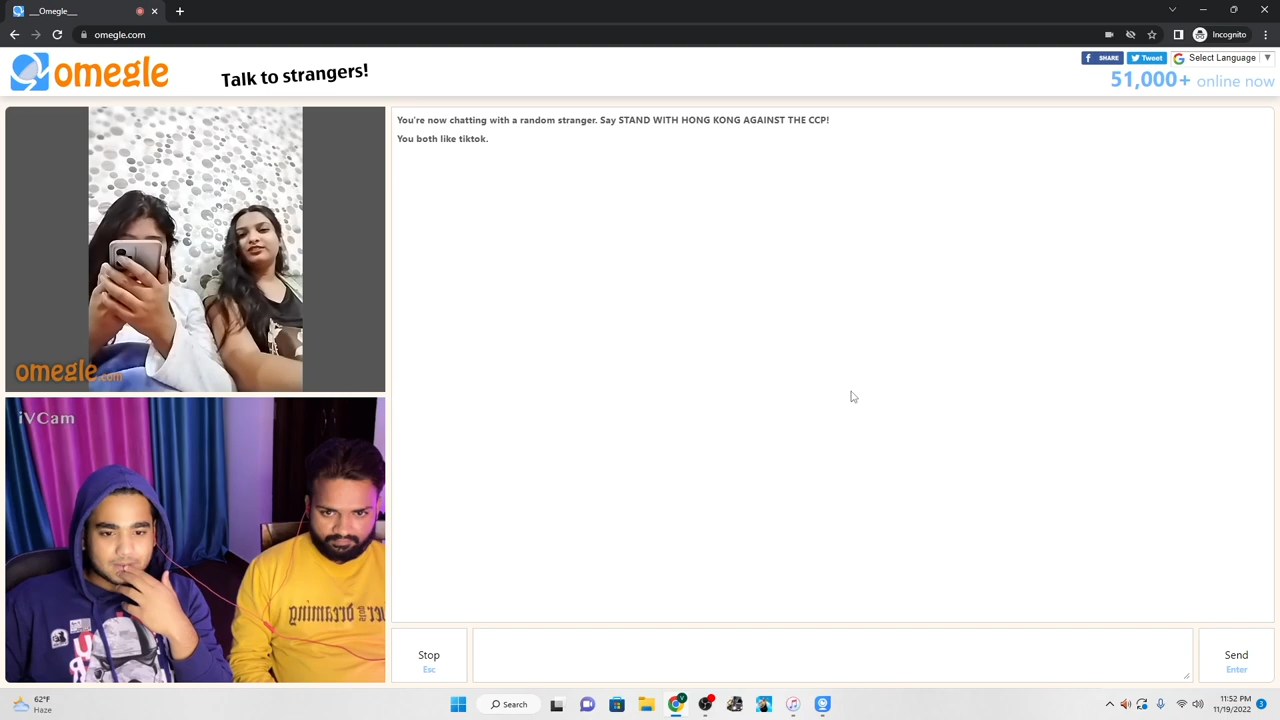 __Omegle__
omegle.com
Incognito
omegle
Talk to strangers!
SHARE
Tweet
Select Language
51,000+ online now
You're now chatting with a random stranger. Say STAND WITH HONG KONG AGAINST THE CCP!
You both like tiktok.
omegle.com
iVCam
Stop
Esc
Send
Enter
62°F
Haze
Search
11:52 PM
11/19/2022
3